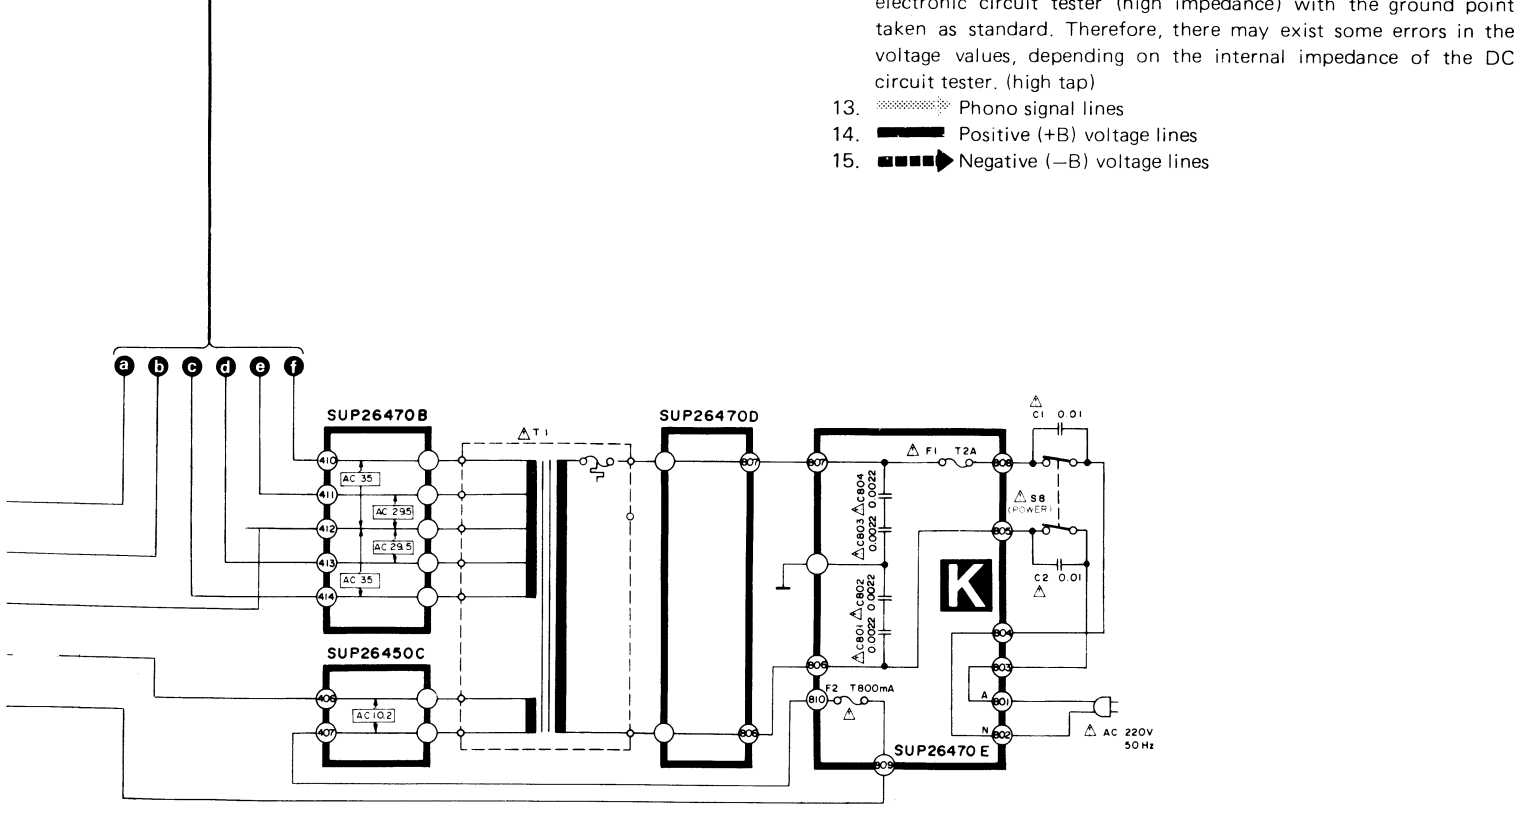 electronic circuit tester (high impedance) with the ground point
taken as standard. Therefore, there may exist some errors in the
voltage values, depending on the internal impedance of the DC
circuit tester. (high tap)
13. Phono signal lines
14. Positive (+B) voltage lines
15. Negative (—B) voltage lines
a b c d e f
SUP26470B
410
AC 35
411
AC 29.5
412
AC 29.5
413
AC 35
414
SUP26450C
406
AC 10.2
407
T1
SUP26470D
807
808
807
F1 T2A
808
C804
0.0022
C803
0.0022
C802
0.0022
C801
0.0022
806
810
F2 T800mA
809
SUP26470E
K
C1 0.01
S8
(POWER)
805
C2 0.01
804
803
A
801
N
802
AC 220V
50Hz